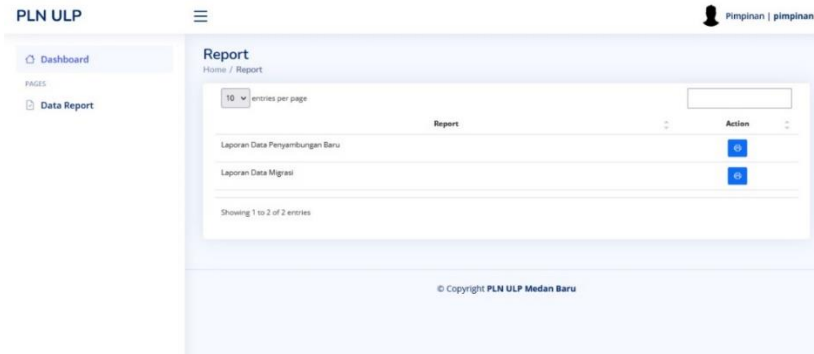 PLN ULP
Pimpinan | pimpinan
Dashboard
PAGES
Data Report
Report
Home / Report
10 entries per page
Report Action
Laporan Data Penyambungan Baru
Laporan Data Migrasi
Showing 1 to 2 of 2 entries
© Copyright PLN ULP Medan Baru